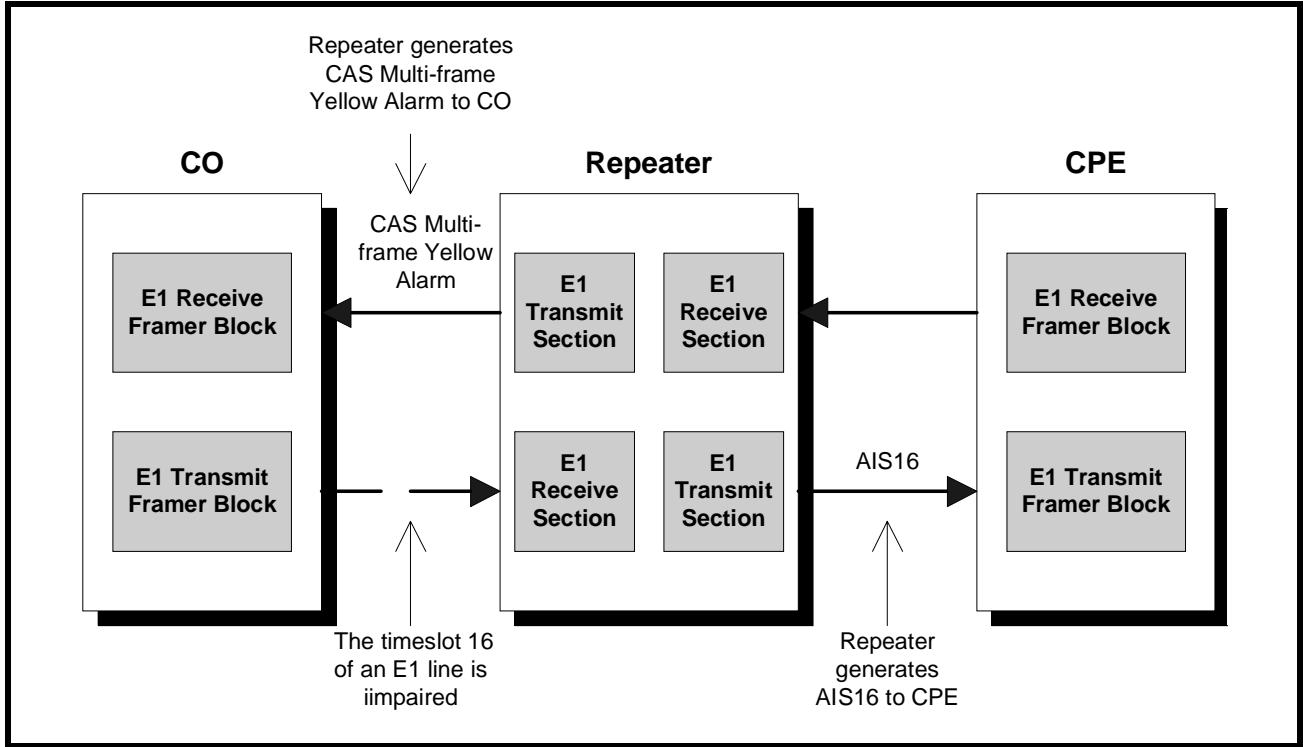 Repeater generates
CAS Multi-frame
Yellow Alarm to CO
CO
Repeater
CPE
CAS Multi-
frame Yellow
Alarm
E1 Receive
Framer Block
E1
Transmit
Section
E1
Receive
Section
E1 Receive
Framer Block
E1 Transmit
Framer Block
E1
Receive
Section
E1
Transmit
Section
AIS16
E1 Transmit
Framer Block
The timeslot 16
of an E1 line is
iimpaired
Repeater
generates
AIS16 to CPE